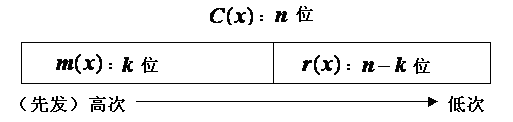 C(x): n 位
m(x): k 位 r(x): n－k 位
（先发）高次 低次